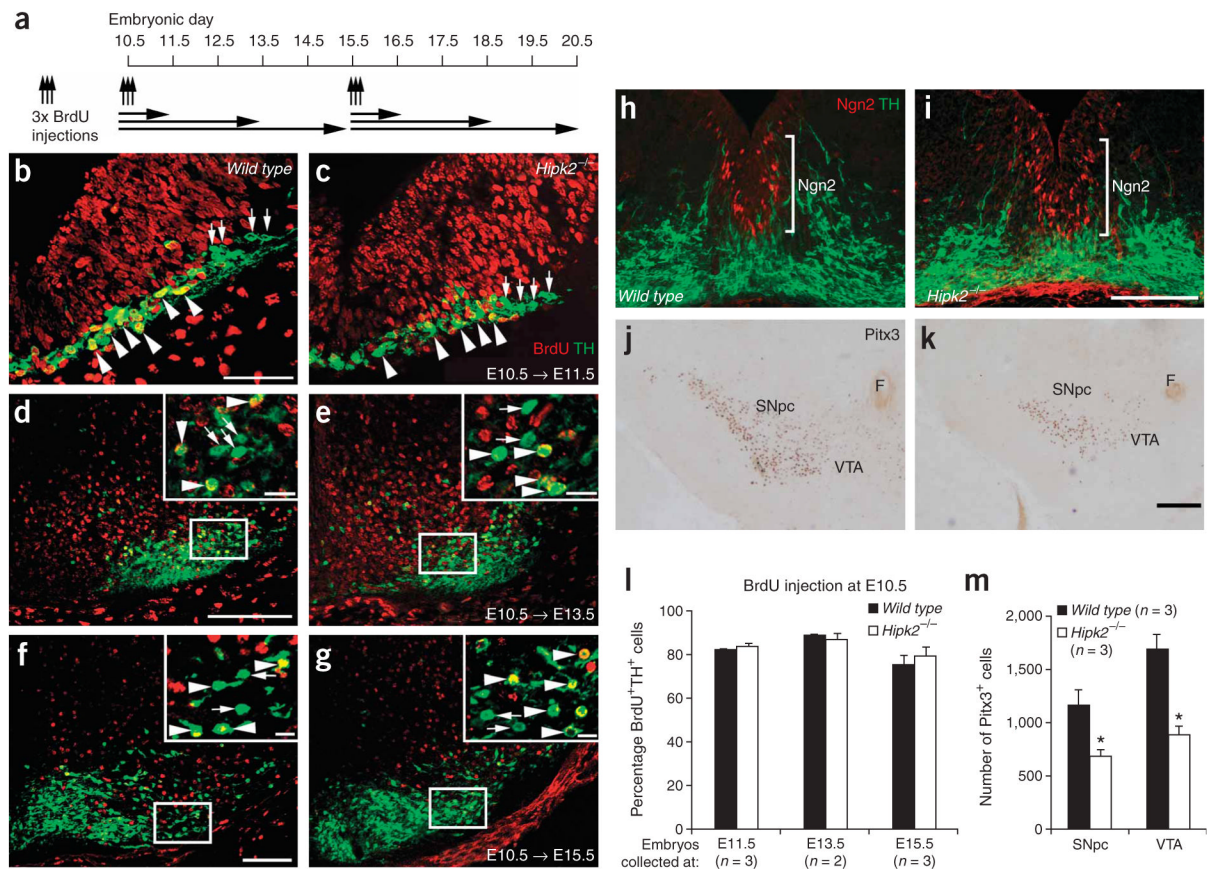 a
Embryonic day
10.5 11.5 12.5 13.5 14.5 15.5 16.5 17.5 18.5 19.5 20.5
3x BrdU
injections
b
Wild type
c
Hipk2−/−
BrdU TH
E10.5 → E11.5
d
e
E10.5 → E13.5
f
g
E10.5 → E15.5
h
Ngn2 TH
Ngn2
Wild type
i
Ngn2
Hipk2−/−
j
Pitx3
SNpc
F
VTA
k
SNpc
F
VTA
l
BrdU injection at E10.5
Wild type
Hipk2−/−
Percentage BrdU+TH+ cells
100
80
60
40
20
0
Embryos
collected at:
E11.5
(n = 3)
E13.5
(n = 2)
E15.5
(n = 3)
m
Wild type (n = 3)
Hipk2−/−
(n = 3)
Number of Pitx3+ cells
2,000
1,500
1,000
500
0
*
*
SNpc
VTA